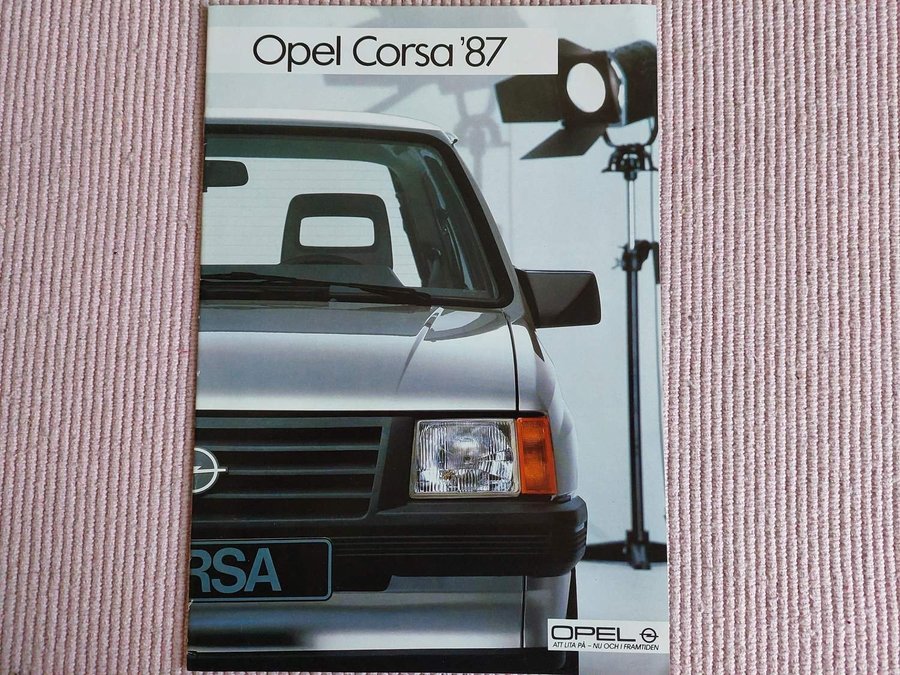 Opel Corsa '87
RSA
OPEL
ATT LITA PÅ – NU OCH I FRAMTIDEN